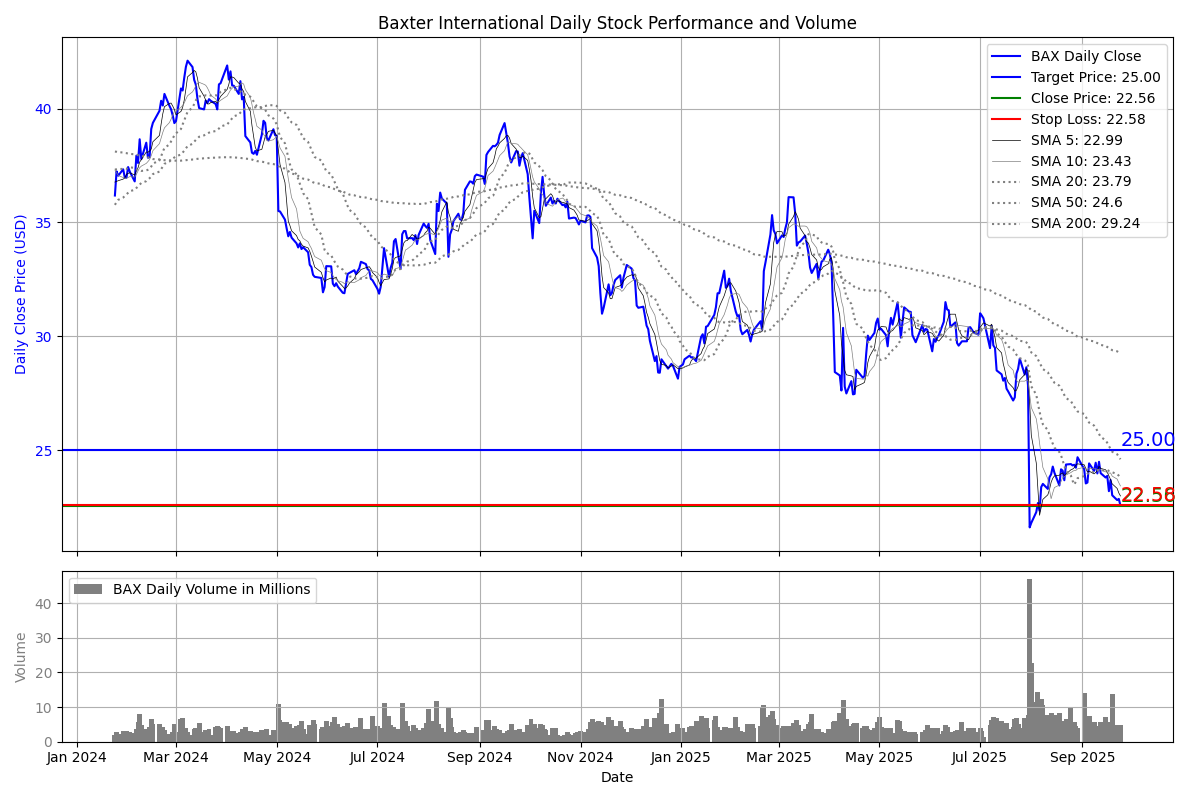 Baxter International Daily Stock Performance and Volume
Daily Close Price (USD)
40
35
30
25
BAX Daily Close
Target Price: 25.00
Close Price: 22.56
Stop Loss: 22.58
SMA 5: 22.99
SMA 10: 23.43
SMA 20: 23.79
SMA 50: 24.6
SMA 200: 29.24
25.00
22.56
BAX Daily Volume in Millions
Volume
40
30
20
10
0
Jan 2024 Mar 2024 May 2024 Jul 2024 Sep 2024 Nov 2024 Jan 2025 Mar 2025 May 2025 Jul 2025 Sep 2025
Date